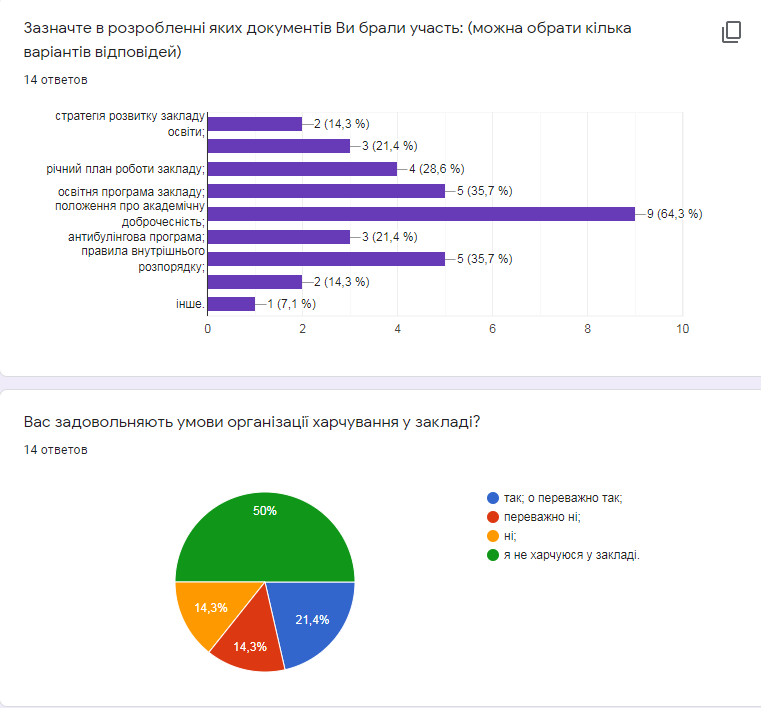 Зазначте в розробленні яких документів Ви брали участь: (можна обрати кілька
варіантів відповідей)
14 ответов
стратегія розвитку закладу
освіти;
2 (14,3 %)
3 (21,4 %)
річний план роботи закладу;
4 (28,6 %)
освітня програма закладу;
5 (35,7 %)
положення про академічну
доброчесність;
9 (64,3 %)
антибулінгова програма;
3 (21,4 %)
правила внутрішнього
розпорядку;
5 (35,7 %)
2 (14,3 %)
інше.
1 (7,1 %)
0 2 4 6 8 10
Вас задовольняють умови організації харчування у закладі?
14 ответов
50%
14,3%
14,3%
21,4%
так; о переважно так;
переважно ні;
ні;
я не харчуюся у закладі.